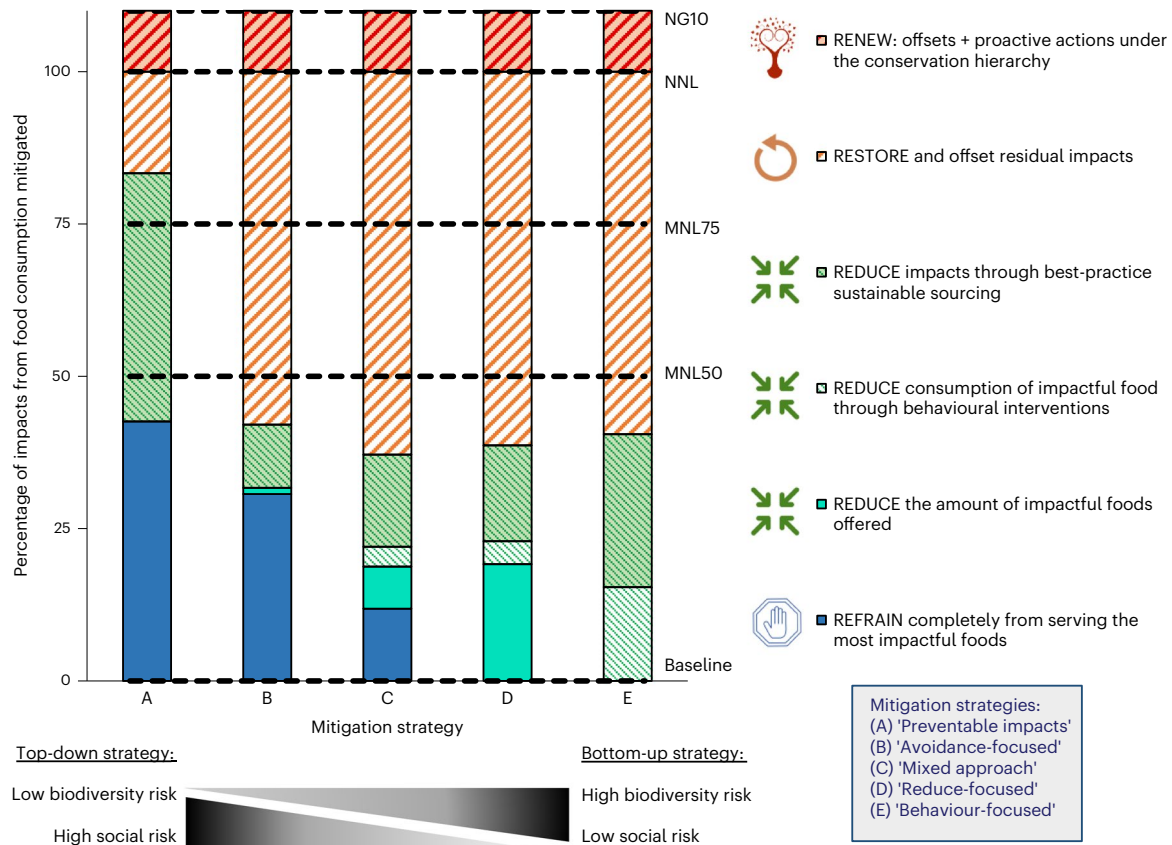 Percentage of impacts from food consumption mitigated
100
75
50
25
0
NG10
NNL
MNL75
MNL50
Baseline
A
B
C
D
E
Mitigation strategy
RENEW: offsets + proactive actions under
the conservation hierarchy
RESTORE and offset residual impacts
REDUCE impacts through best-practice
sustainable sourcing
REDUCE consumption of impactful food
through behavioural interventions
REDUCE the amount of impactful foods
offered
REFRAIN completely from serving the
most impactful foods
Top-down strategy:
Low biodiversity risk
High social risk
Bottom-up strategy:
High biodiversity risk
Low social risk
Mitigation strategies:
(A) 'Preventable impacts'
(B) 'Avoidance-focused'
(C) 'Mixed approach'
(D) 'Reduce-focused'
(E) 'Behaviour-focused'